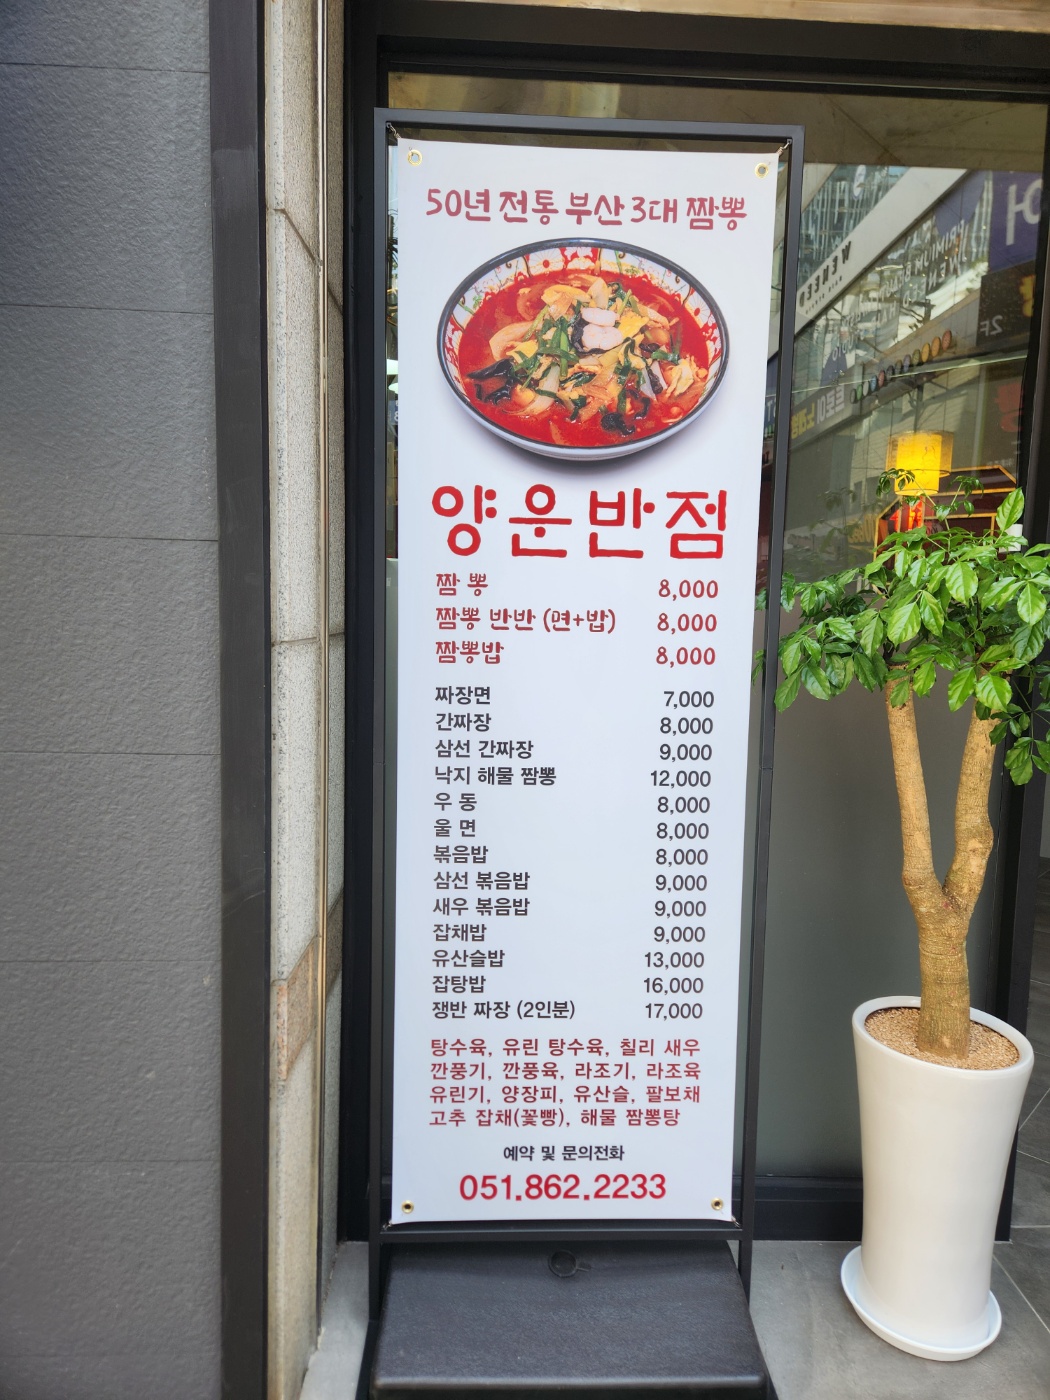 50년 전통 부산 3대 짬뽕
양운반점
짬 뽕 8,000
짬뽕 반반 (면+밥) 8,000
짬뽕밥 8,000
짜장면 7,000
간짜장 8,000
삼선 간짜장 9,000
낙지 해물 짬뽕 12,000
우 동 8,000
울 면 8,000
볶음밥 8,000
삼선 볶음밥 9,000
새우 볶음밥 9,000
잡채밥 9,000
유산슬밥 13,000
잡탕밥 16,000
쟁반 짜장 (2인분) 17,000
탕수육, 유린 탕수육, 칠리 새우
깐풍기, 깐풍육, 라조기, 라조육
유린기, 양장피, 유산슬, 팔보채
고추 잡채(꽃빵), 해물 짬뽕탕
예약 및 문의전화
051.862.2233